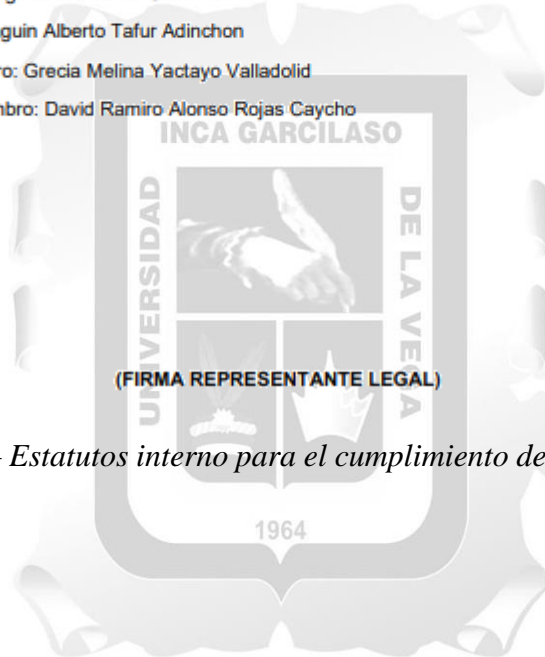 guin Alberto Tafur Adinchon
ro: Grecia Melina Yactayo Valladolid
nbro: David Ramiro Alonso Rojas Caycho
INCA GARCILASO
UNIVERSIDAD
DE LA VEGA
(FIRMA REPRESENTANTE LEGAL)
- Estatutos interno para el cumplimiento de
1964